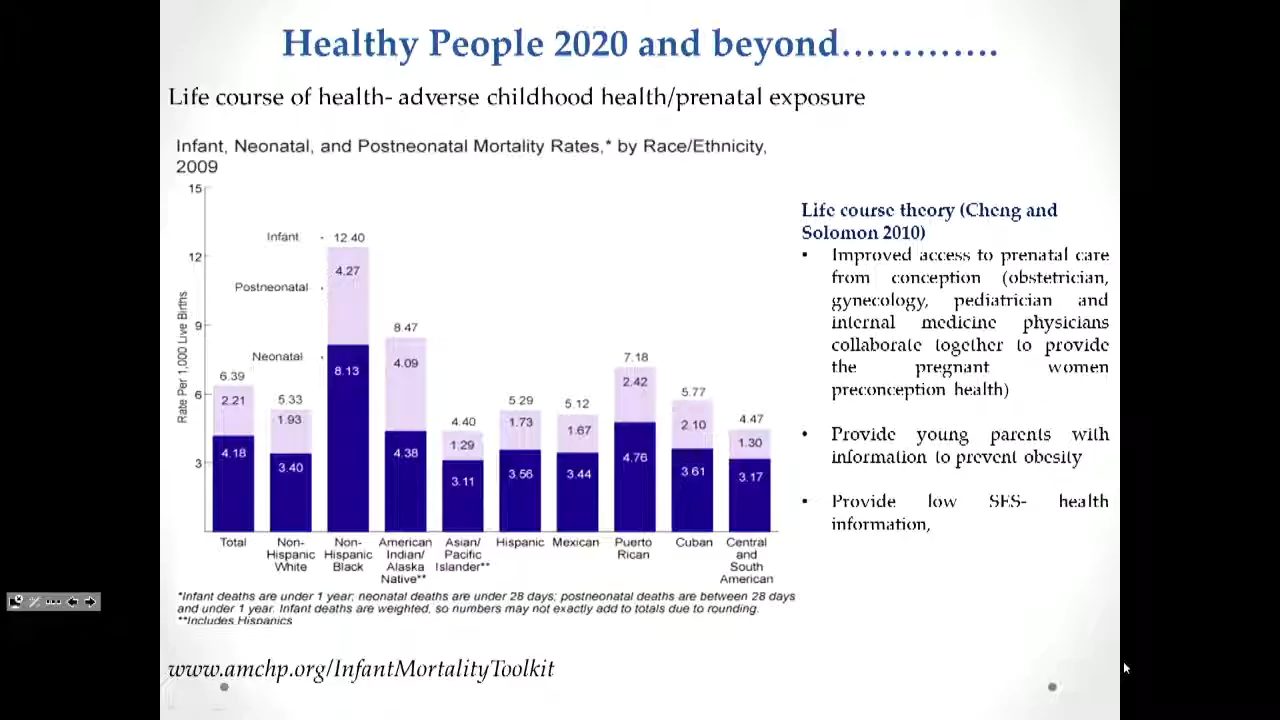 Healthy People 2020 and beyond………….
Life course of health- adverse childhood health/prenatal exposure
Infant, Neonatal, and Postneonatal Mortality Rates,* by Race/Ethnicity,
2009
Rate Per 1,000 Live Births
15
12
9
6
3
Infant
Postneonatal
Neonatal
6.39
2.21
4.18
5.33
1.93
3.40
12.40
4.27
8.13
8.47
4.09
4.38
4.40
1.29
3.11
5.29
1.73
3.56
5.12
1.67
3.44
7.18
2.42
4.76
5.77
2.10
3.61
4.47
1.30
3.17
Total
Non-
Hispanic
White
Non-
Hispanic
Black
American
Indian/
Alaska
Native**
Asian/
Pacific
Islander**
Hispanic
Mexican
Puerto
Rican
Cuban
Central
and
South
American
*Infant deaths are under 1 year; neonatal deaths are under 28 days; postneonatal deaths are between 28 days
and under 1 year. Infant deaths are weighted, so numbers may not exactly add to totals due to rounding.
**Includes Hispanics
Life course theory (Cheng and
Solomon 2010)
• Improved access to prenatal care
from conception (obstetrician,
gynecology, pediatrician and
internal medicine physicians
collaborate together to provide
the pregnant women
preconception health)
• Provide young parents with
information to prevent obesity
• Provide low SES- health
information,
www.amchp.org/InfantMortalityToolkit